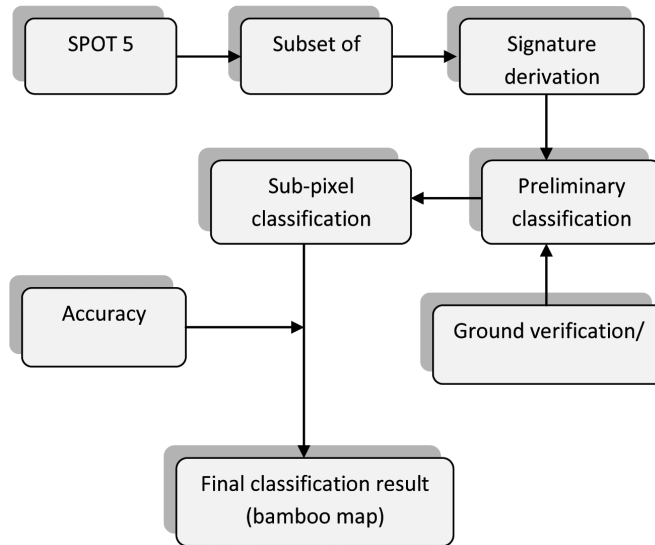 SPOT 5
Subset of
Signature
derivation
Sub-pixel
classification
Preliminary
classification
Accuracy
Ground verification/
Final classification result
(bamboo map)